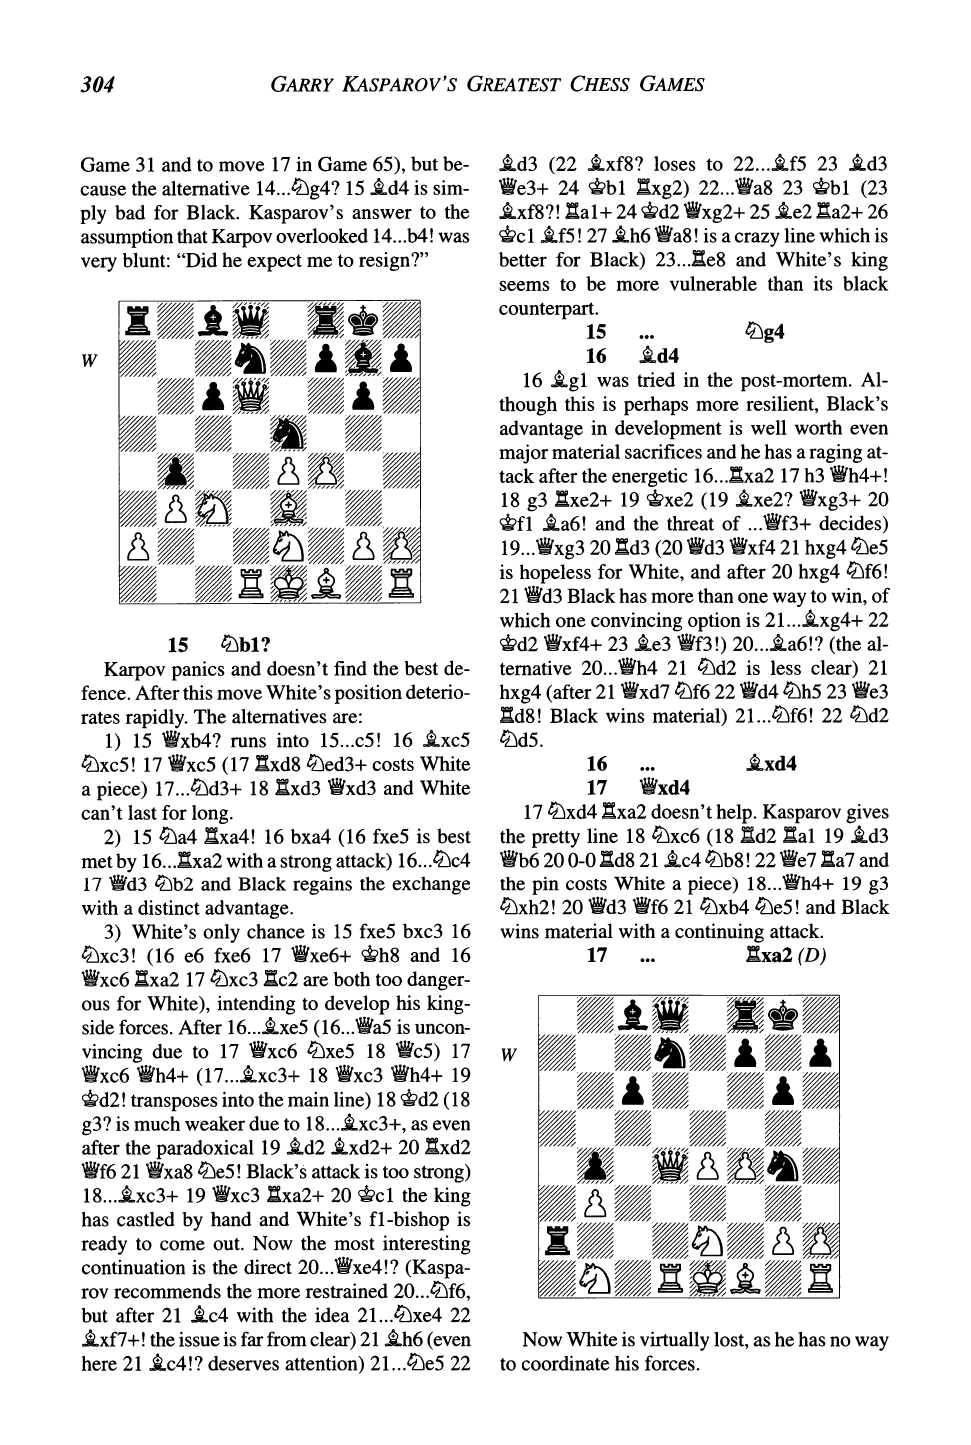 304
GARRY KASPAROV'S GREATEST CHESS GAMES
Game 31 and to move 17 in Game 65), but be-
cause the alternative 14...♘g4? 15 ♗d4 is sim-
ply bad for Black. Kasparov's answer to the
assumption that Karpov overlooked 14...b4! was
very blunt: “Did he expect me to resign?”
W
15 ♘b1?
Karpov panics and doesn't find the best de-
fence. After this move White's position deterio-
rates rapidly. The alternatives are:
1) 15 ♕xb4? runs into 15...c5! 16 ♗xc5
♘xc5! 17 ♕xc5 (17 ♖xd8 ♘ed3+ costs White
a piece) 17...♘d3+ 18 ♖xd3 ♕xd3 and White
can't last for long.
2) 15 ♘a4 ♖xa4! 16 bxa4 (16 fxe5 is best
met by 16...♖xa2 with a strong attack) 16...♘c4
17 ♕d3 ♘b2 and Black regains the exchange
with a distinct advantage.
3) White's only chance is 15 fxe5 bxc3 16
♘xc3! (16 e6 fxe6 17 ♕xe6+ ♔h8 and 16
♕xc6 ♖xa2 17 ♘xc3 ♖c2 are both too danger-
ous for White), intending to develop his king-
side forces. After 16...♗xe5 (16...♕a5 is uncon-
vincing due to 17 ♕xc6 ♘xe5 18 ♕c5) 17
♕xc6 ♕h4+ (17...♗xc3+ 18 ♕xc3 ♕h4+ 19
♔d2! transposes into the main line) 18 ♔d2 (18
g3? is much weaker due to 18...♗xc3+, as even
after the paradoxical 19 ♗d2 ♗xd2+ 20 ♖xd2
♕f6 21 ♕xa8 ♘e5! Black's attack is too strong)
18...♗xc3+ 19 ♕xc3 ♖xa2+ 20 ♔c1 the king
has castled by hand and White's f1-bishop is
ready to come out. Now the most interesting
continuation is the direct 20...♕xe4!? (Kaspa-
rov recommends the more restrained 20...♘f6,
but after 21 ♗c4 with the idea 21...♘xe4 22
♗xf7+! the issue is far from clear) 21 ♗h6 (even
here 21 ♗c4!? deserves attention) 21...♘e5 22
♗d3 (22 ♗xf8? loses to 22...♗f5 23 ♗d3
♕e3+ 24 ♔b1 ♖xg2) 22...♕a8 23 ♔b1 (23
♗xf8?! ♖a1+ 24 ♔d2 ♕xg2+ 25 ♗e2 ♖a2+ 26
♔c1 ♗f5! 27 ♗h6 ♕a8! is a crazy line which is
better for Black) 23...♖e8 and White's king
seems to be more vulnerable than its black
counterpart.
15 ... ♘g4
16 ♗d4
16 ♗g1 was tried in the post-mortem. Al-
though this is perhaps more resilient, Black's
advantage in development is well worth even
major material sacrifices and he has a raging at-
tack after the energetic 16...♖xa2 17 h3 ♕h4+!
18 g3 ♖xe2+ 19 ♔xe2 (19 ♗xe2? ♕xg3+ 20
♔f1 ♗a6! and the threat of ...♕f3+ decides)
19...♕xg3 20 ♖d3 (20 ♕d3 ♕xf4 21 hxg4 ♘e5
is hopeless for White, and after 20 hxg4 ♘f6!
21 ♕d3 Black has more than one way to win, of
which one convincing option is 21...♗xg4+ 22
♔d2 ♕xf4+ 23 ♗e3 ♕f3!) 20...♗a6!? (the al-
ternative 20...♕h4 21 ♘d2 is less clear) 21
hxg4 (after 21 ♕xd7 ♘f6 22 ♕d4 ♘h5 23 ♕e3
♖d8! Black wins material) 21...♘f6! 22 ♘d2
♘d5.
16 ... ♗xd4
17 ♕xd4
17 ♘xd4 ♖xa2 doesn't help. Kasparov gives
the pretty line 18 ♘xc6 (18 ♖d2 ♖a1 19 ♗d3
♕b6 20 0-0 ♖d8 21 ♗c4 ♘b8! 22 ♕e7 ♖a7 and
the pin costs White a piece) 18...♕h4+ 19 g3
♘xh2! 20 ♕d3 ♕f6 21 ♘xb4 ♘e5! and Black
wins material with a continuing attack.
17 ... ♖xa2 (D)
W
Now White is virtually lost, as he has no way
to coordinate his forces.